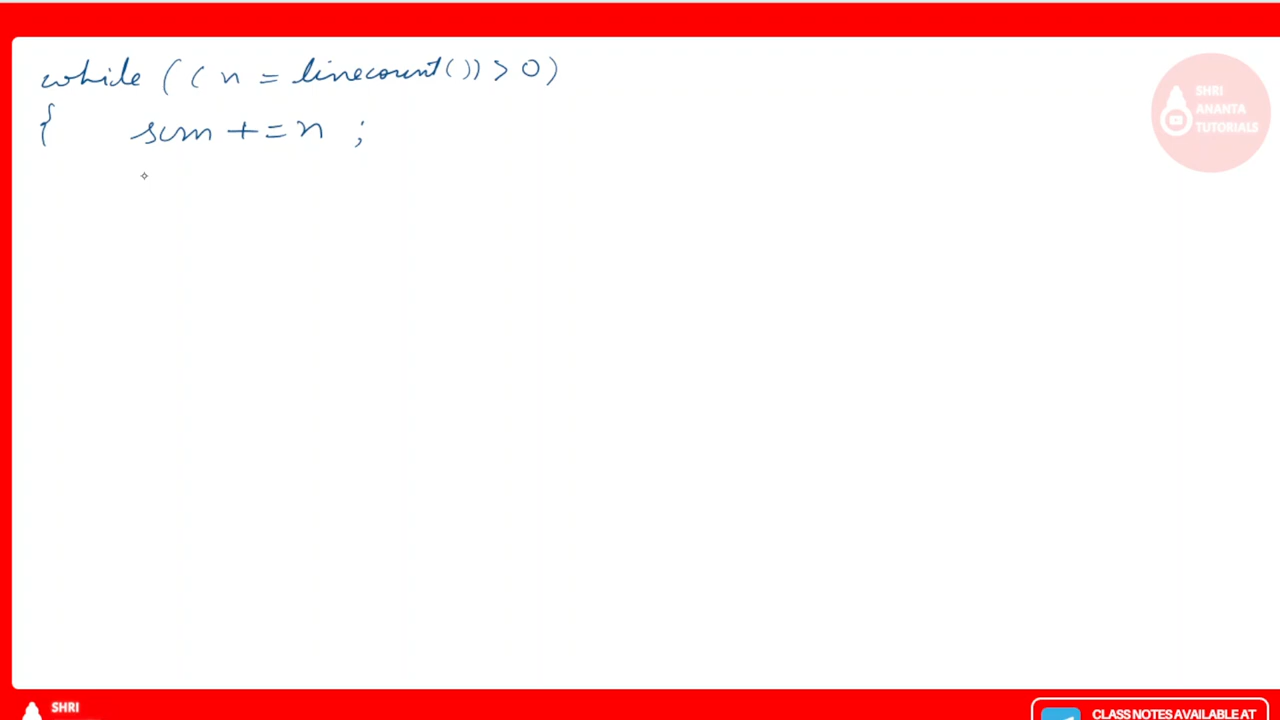 while ( ( n = linecount ( ) ) > 0 )
{ sum + = n ;
SHRI
ANANTA
TUTORIALS
SHRI
CLASS NOTES AVAILABLE AT